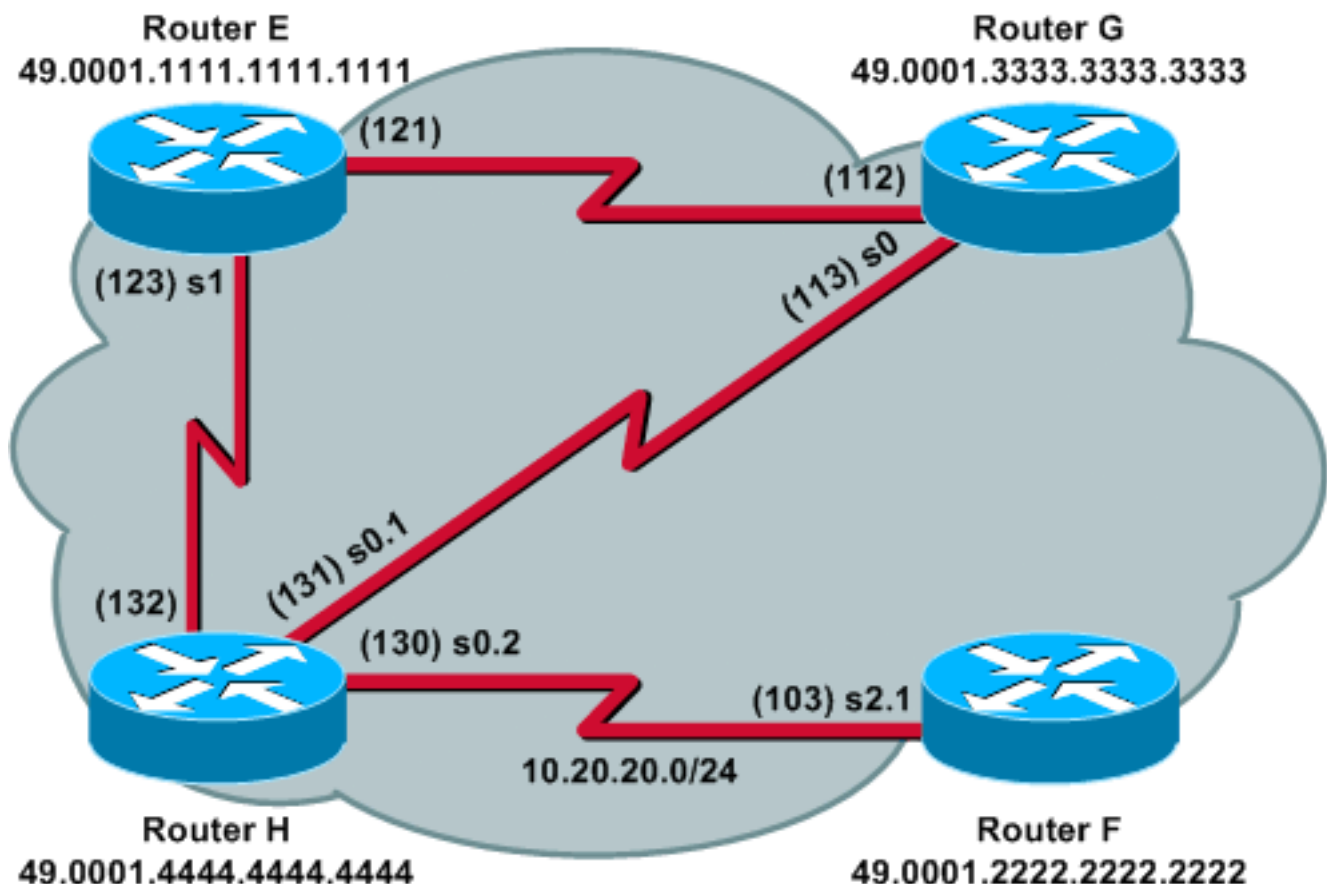 Router E
49.0001.1111.1111.1111
Router G
49.0001.3333.3333.3333
(121)
(112)
(123) s1
(113) s0
(132)
(131) s0.1
(130) s0.2
(103) s2.1
10.20.20.0/24
Router H
49.0001.4444.4444.4444
Router F
49.0001.2222.2222.2222